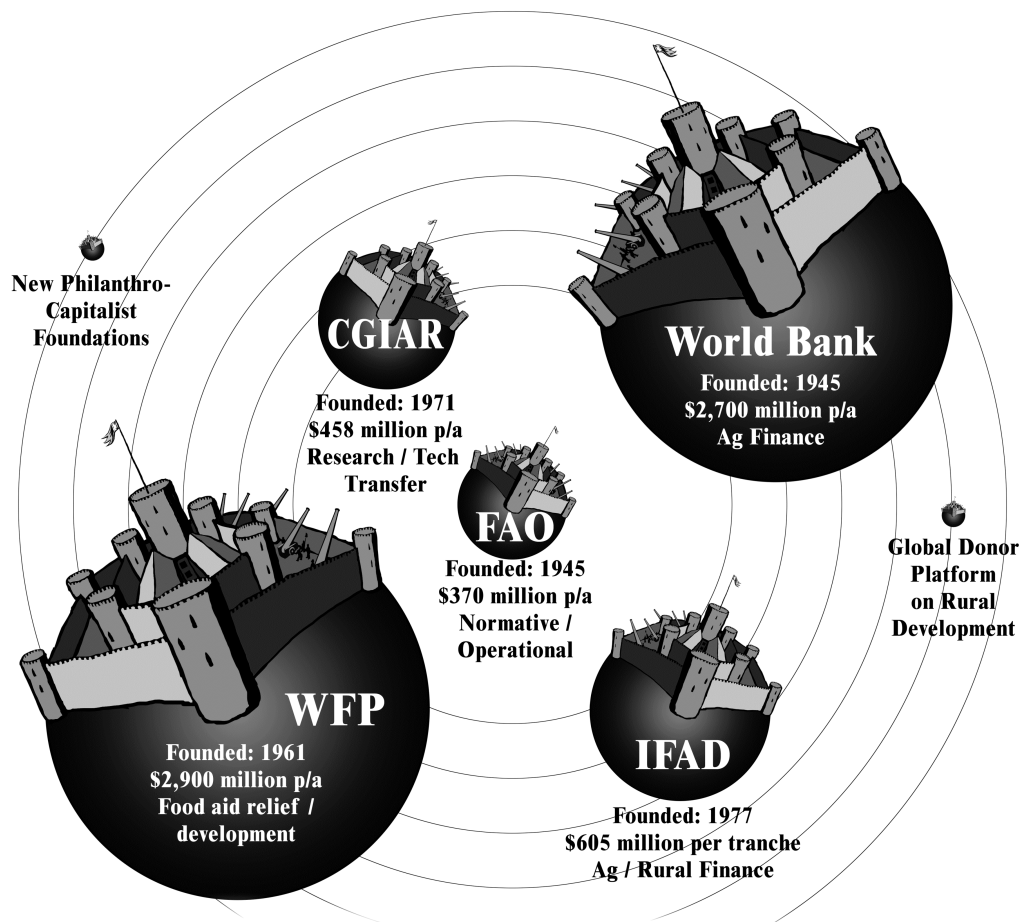 New Philanthro-
Capitalist
Foundations
CGIAR
Founded: 1971
$458 million p/a
Research / Tech
Transfer
World Bank
Founded: 1945
$2,700 million p/a
Ag Finance
FAO
Founded: 1945
$370 million p/a
Normative /
Operational
Global Donor
Platform
on Rural
Development
WFP
Founded: 1961
$2,900 million p/a
Food aid relief /
development
IFAD
Founded: 1977
$605 million per tranche
Ag / Rural Finance